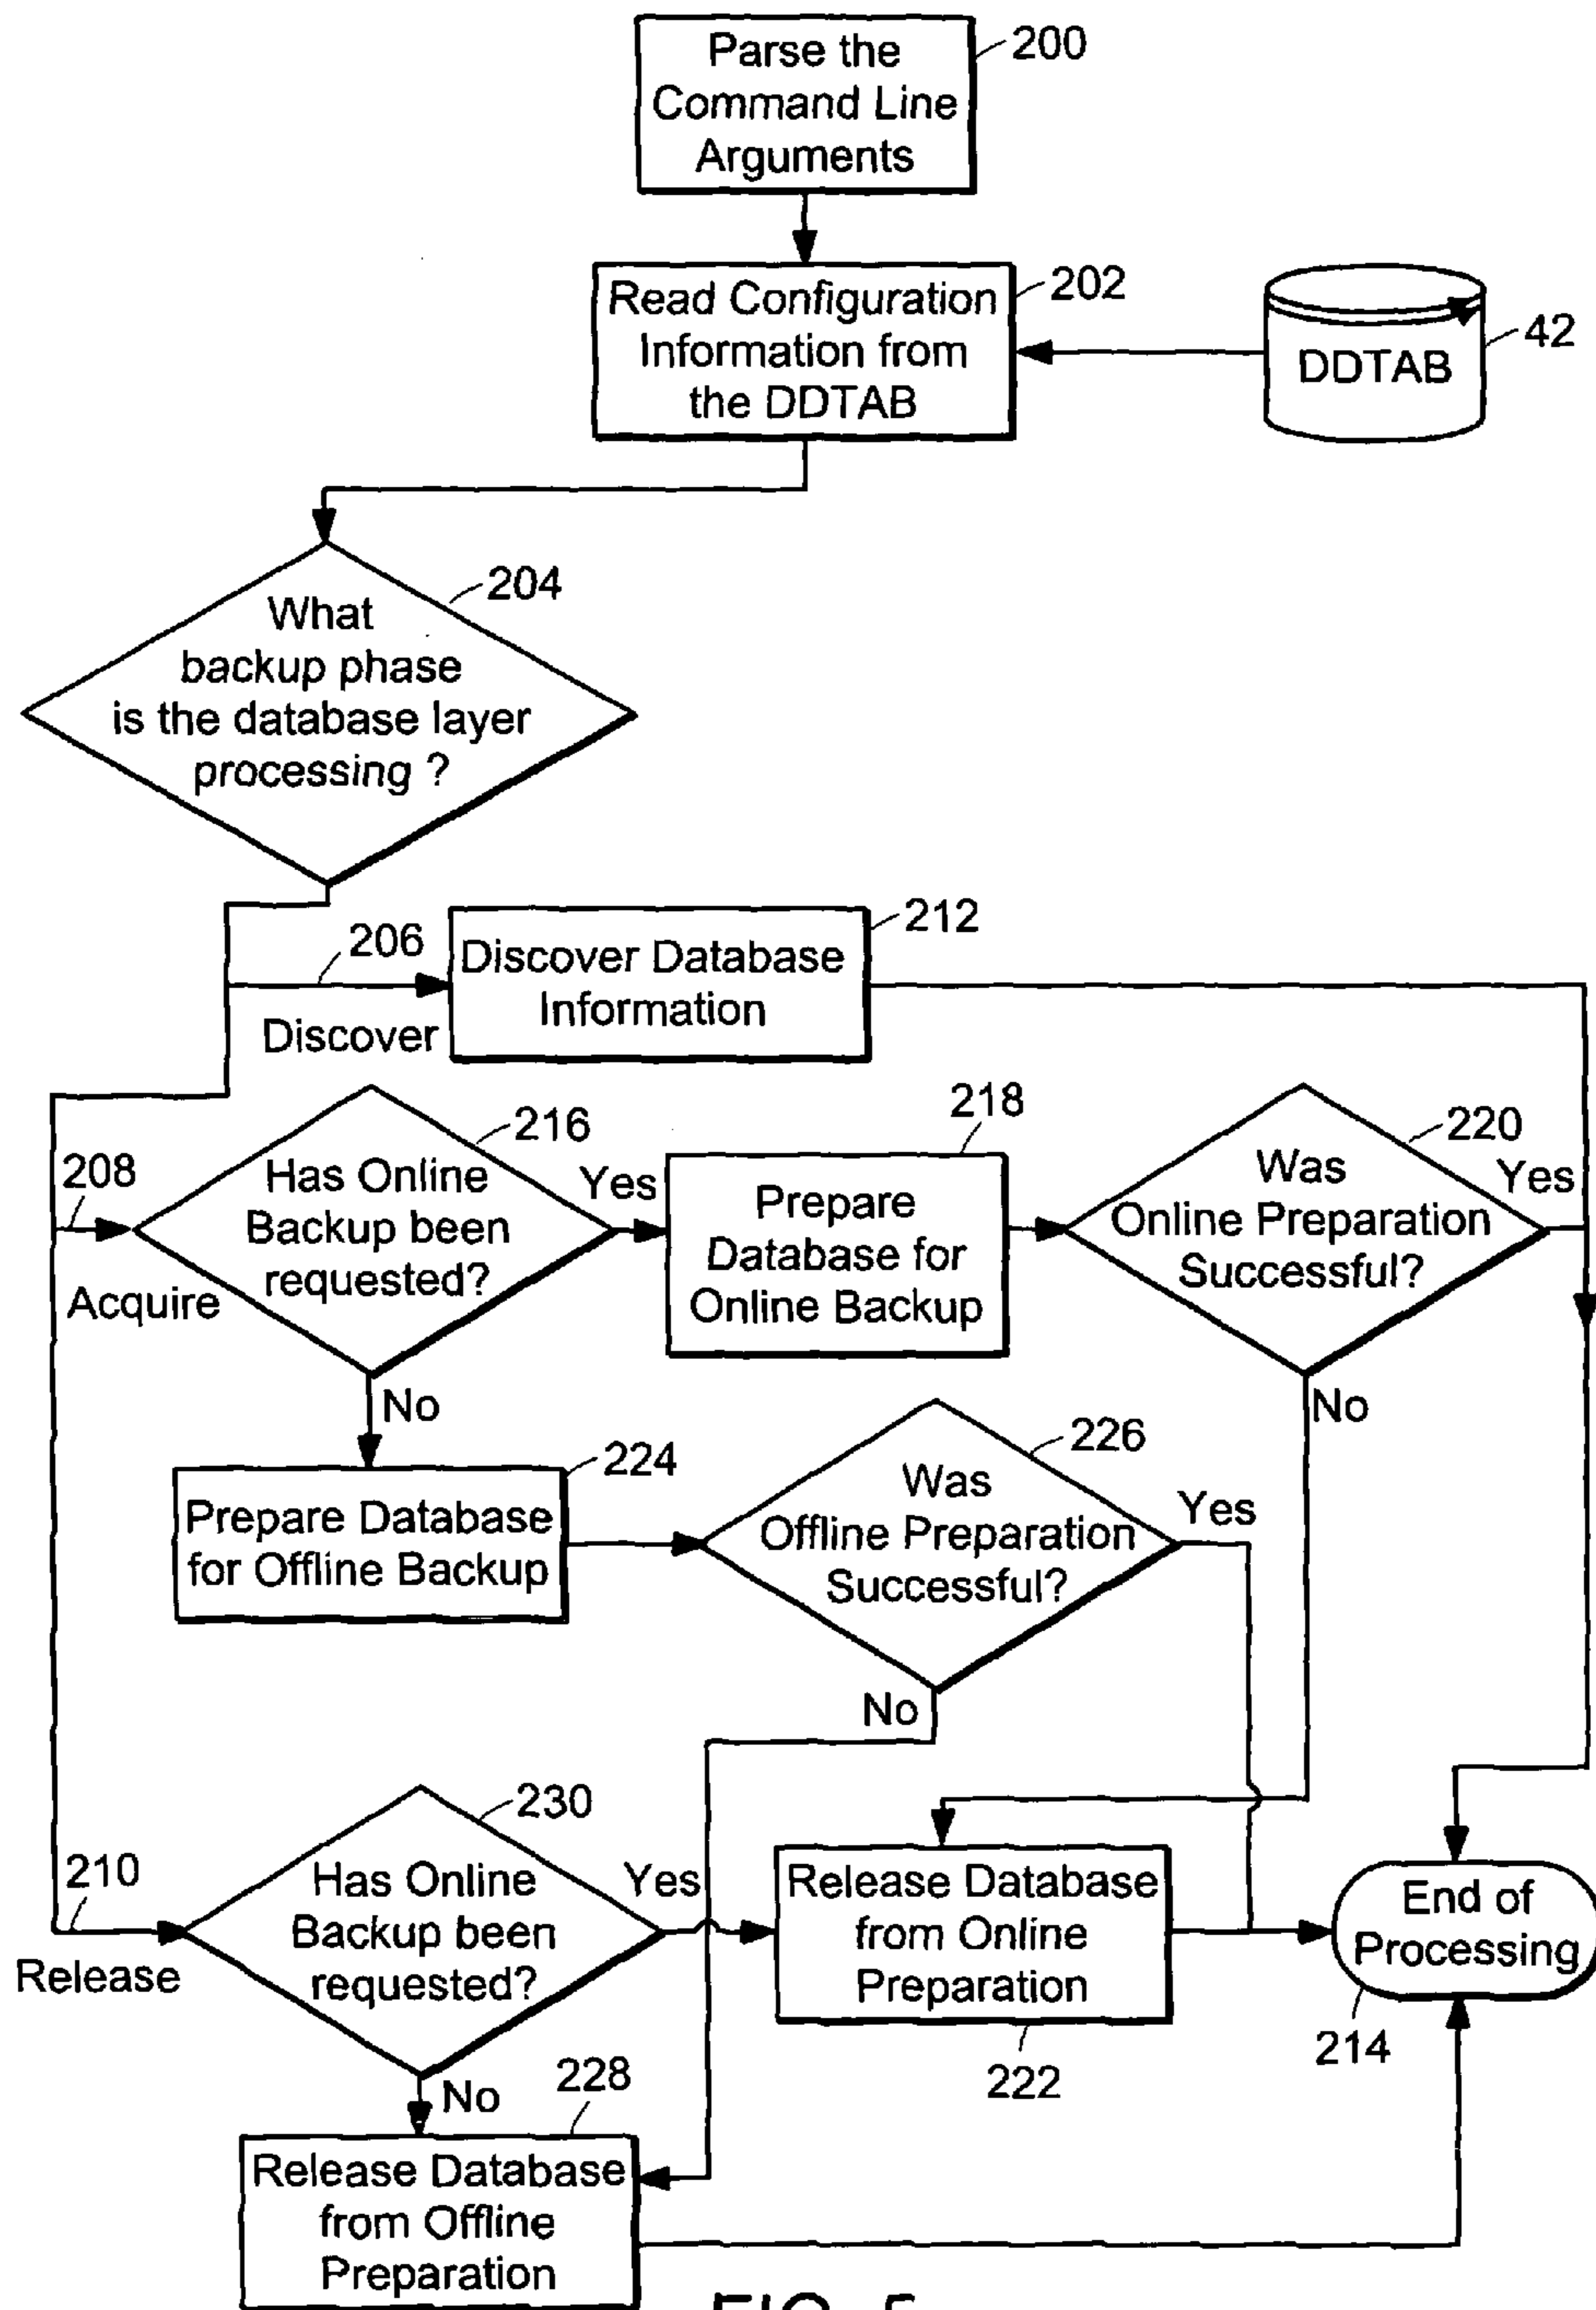 Parse the
Command Line
Arguments
200
Read Configuration
Information from
the DDTAB
202
DDTAB
42
What
backup phase
is the database layer
processing ?
204
206
Discover
Discover Database
Information
212
208
Acquire
Has Online
Backup been
requested?
216
Yes
No
Prepare
Database for
Online Backup
218
Was
Online Preparation
Successful?
220
Yes
No
Prepare Database
for Offline Backup
224
Was
Offline Preparation
Successful?
226
Yes
No
210
Release
Has Online
Backup been
requested?
230
Yes
No
Release Database
from Online
Preparation
222
End of
Processing
214
Release Database
from Offline
Preparation
228
FIG. 5